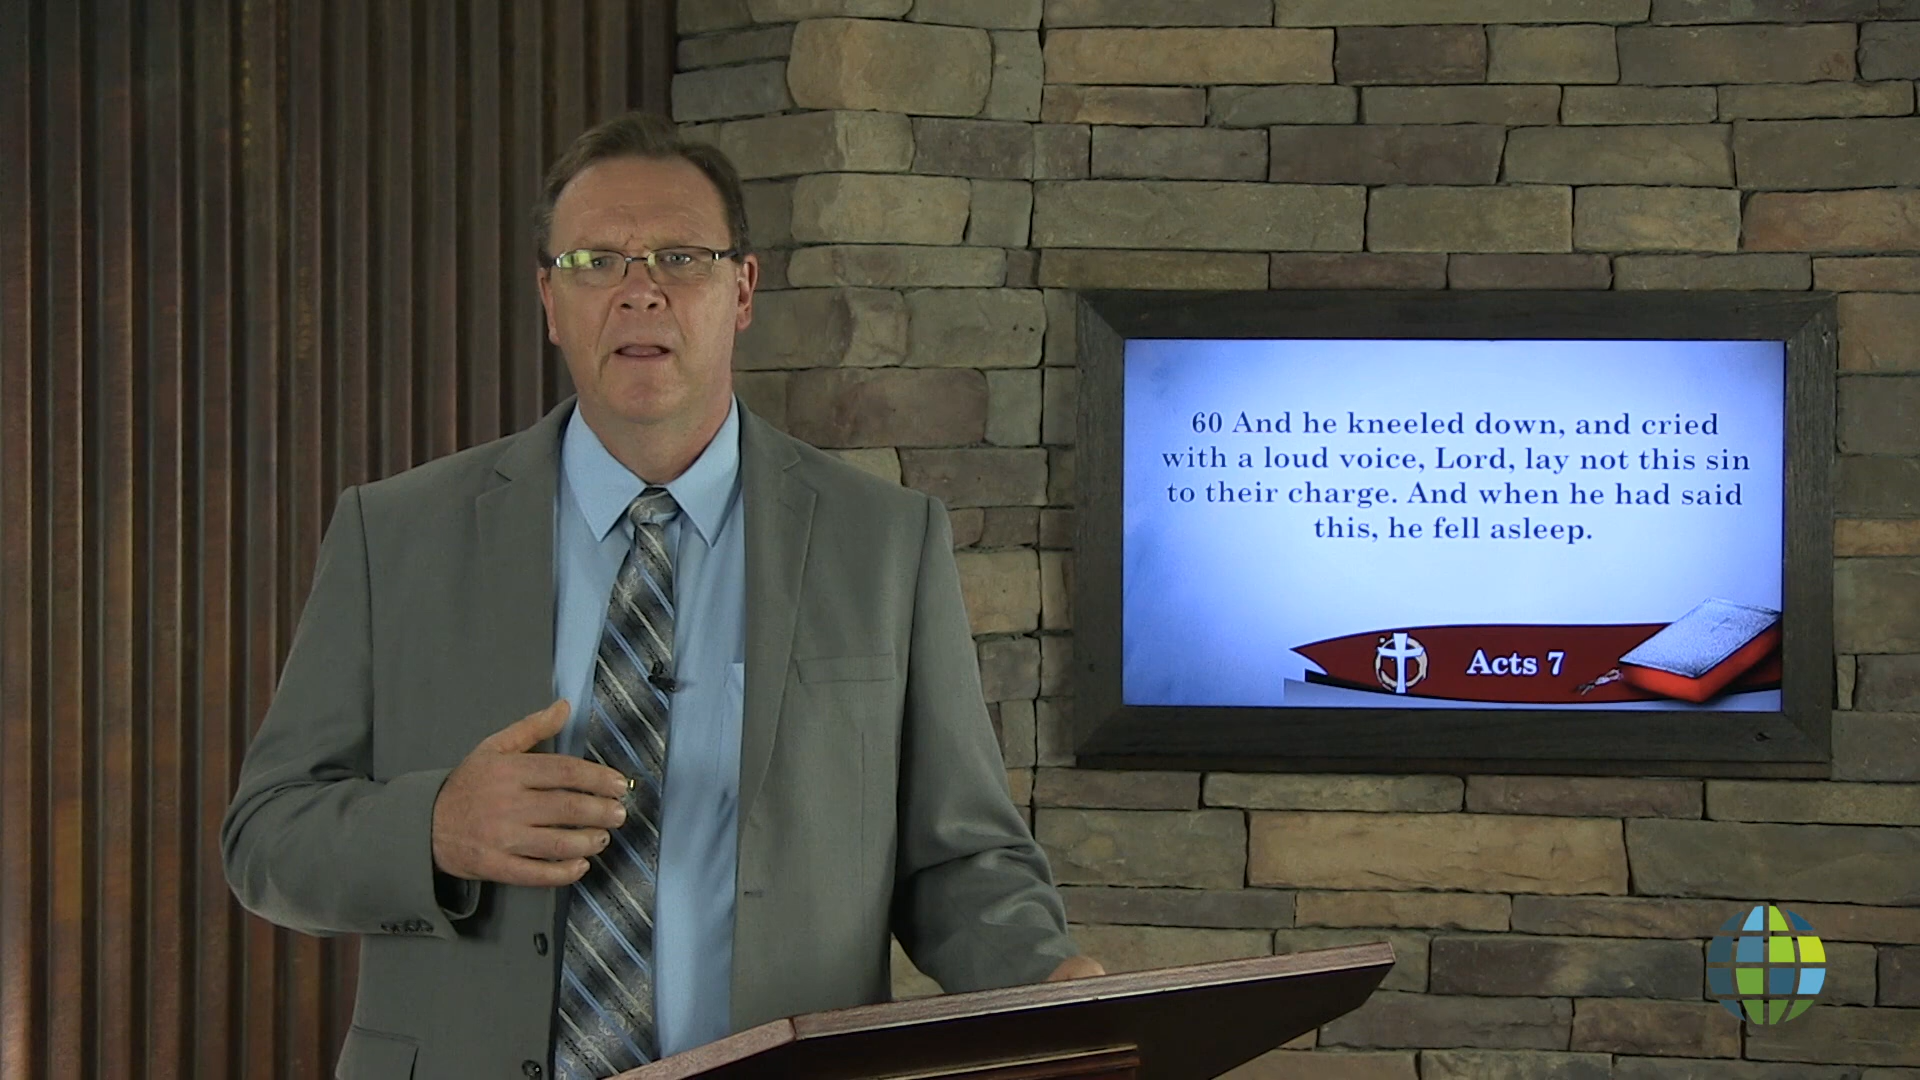 60 And he kneeled down, and cried
with a loud voice, Lord, lay not this sin
to their charge. And when he had said
this, he fell asleep.
Acts 7